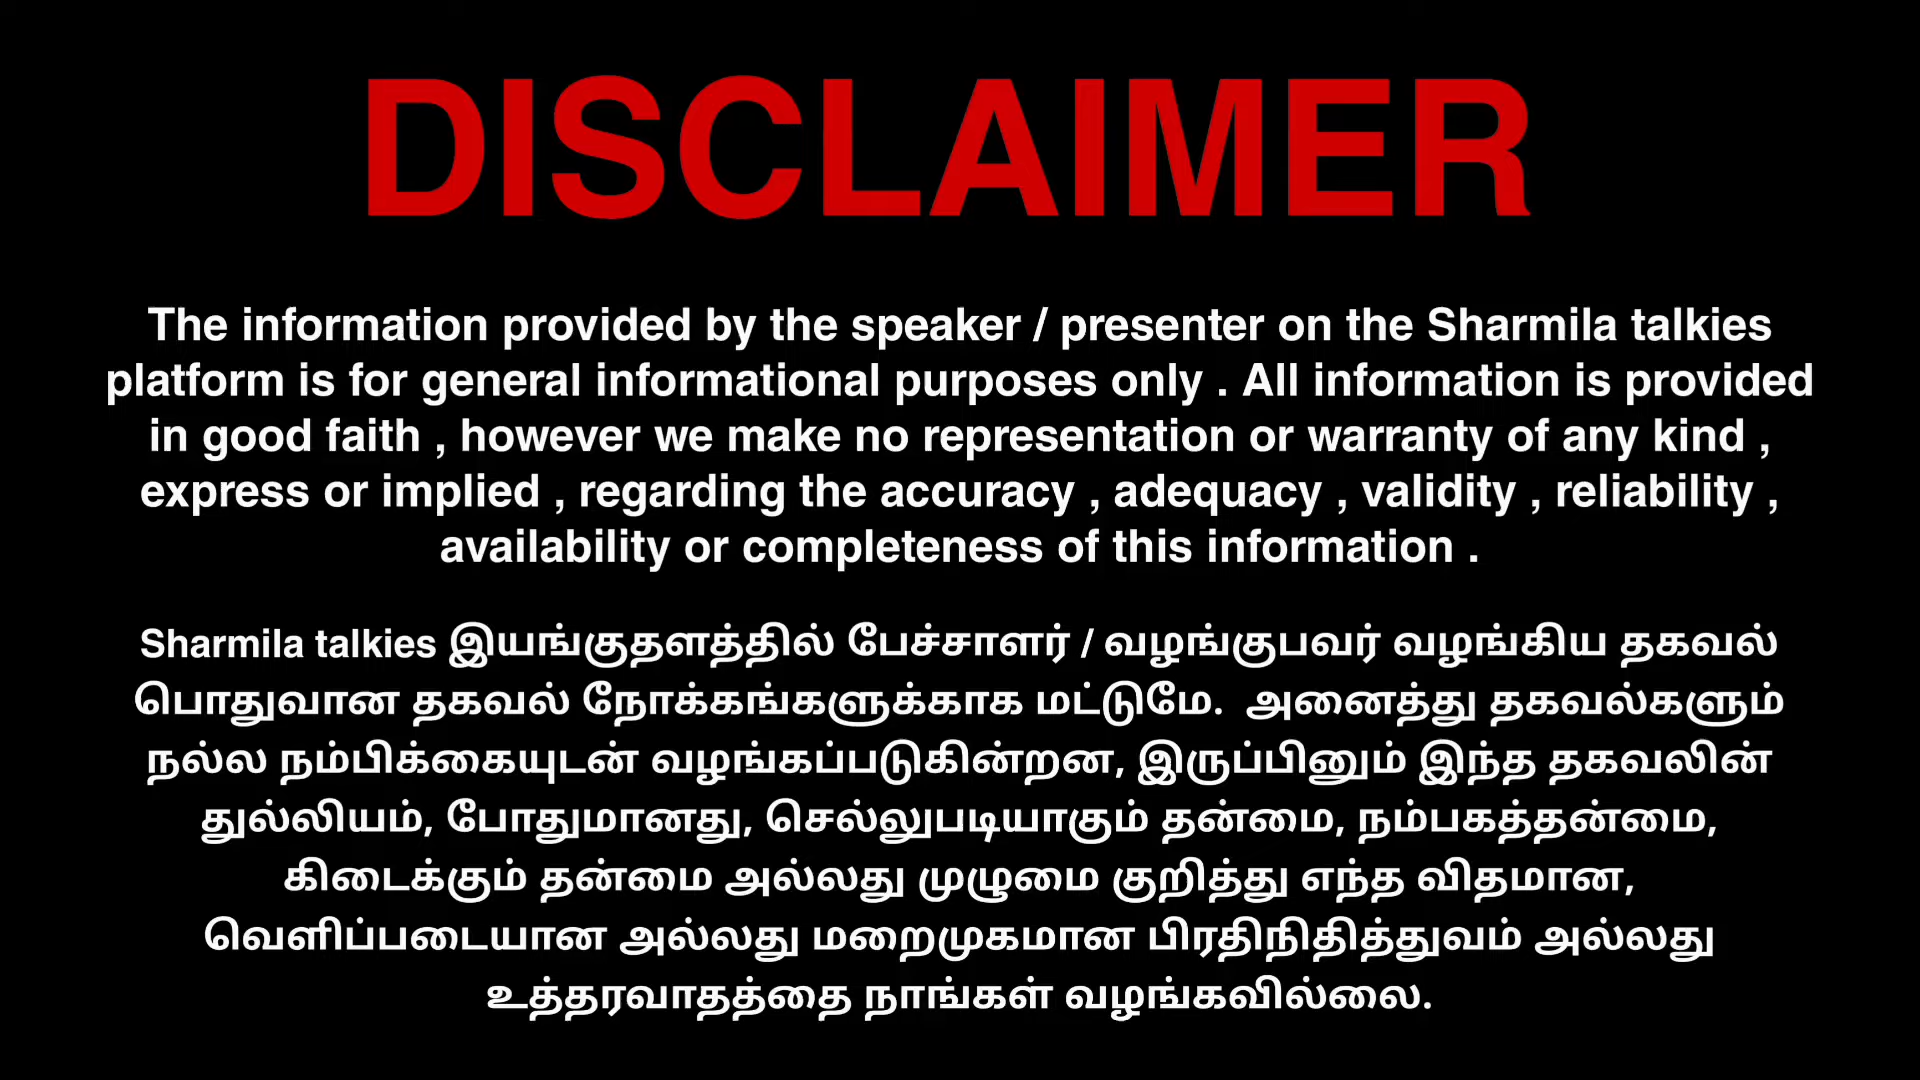 DISCLAIMER
The information provided by the speaker / presenter on the Sharmila talkies
platform is for general informational purposes only . All information is provided
in good faith , however we make no representation or warranty of any kind ,
express or implied , regarding the accuracy , adequacy , validity , reliability ,
availability or completeness of this information .
Sharmila talkies இயங்குதளத்தில் பேச்சாளர் / வழங்குபவர் வழங்கிய தகவல்
பொதுவான தகவல் நோக்கங்களுக்காக மட்டுமே.  அனைத்து தகவல்களும்
நல்ல நம்பிக்கையுடன் வழங்கப்படுகின்றன, இருப்பினும் இந்த தகவலின்
துல்லியம், போதுமானது, செல்லுபடியாகும் தன்மை, நம்பகத்தன்மை,
கிடைக்கும் தன்மை அல்லது முழுமை குறித்து எந்த விதமான,
வெளிப்படையான அல்லது மறைமுகமான பிரதிநிதித்துவம் அல்லது
உத்தரவாதத்தை நாங்கள் வழங்கவில்லை.